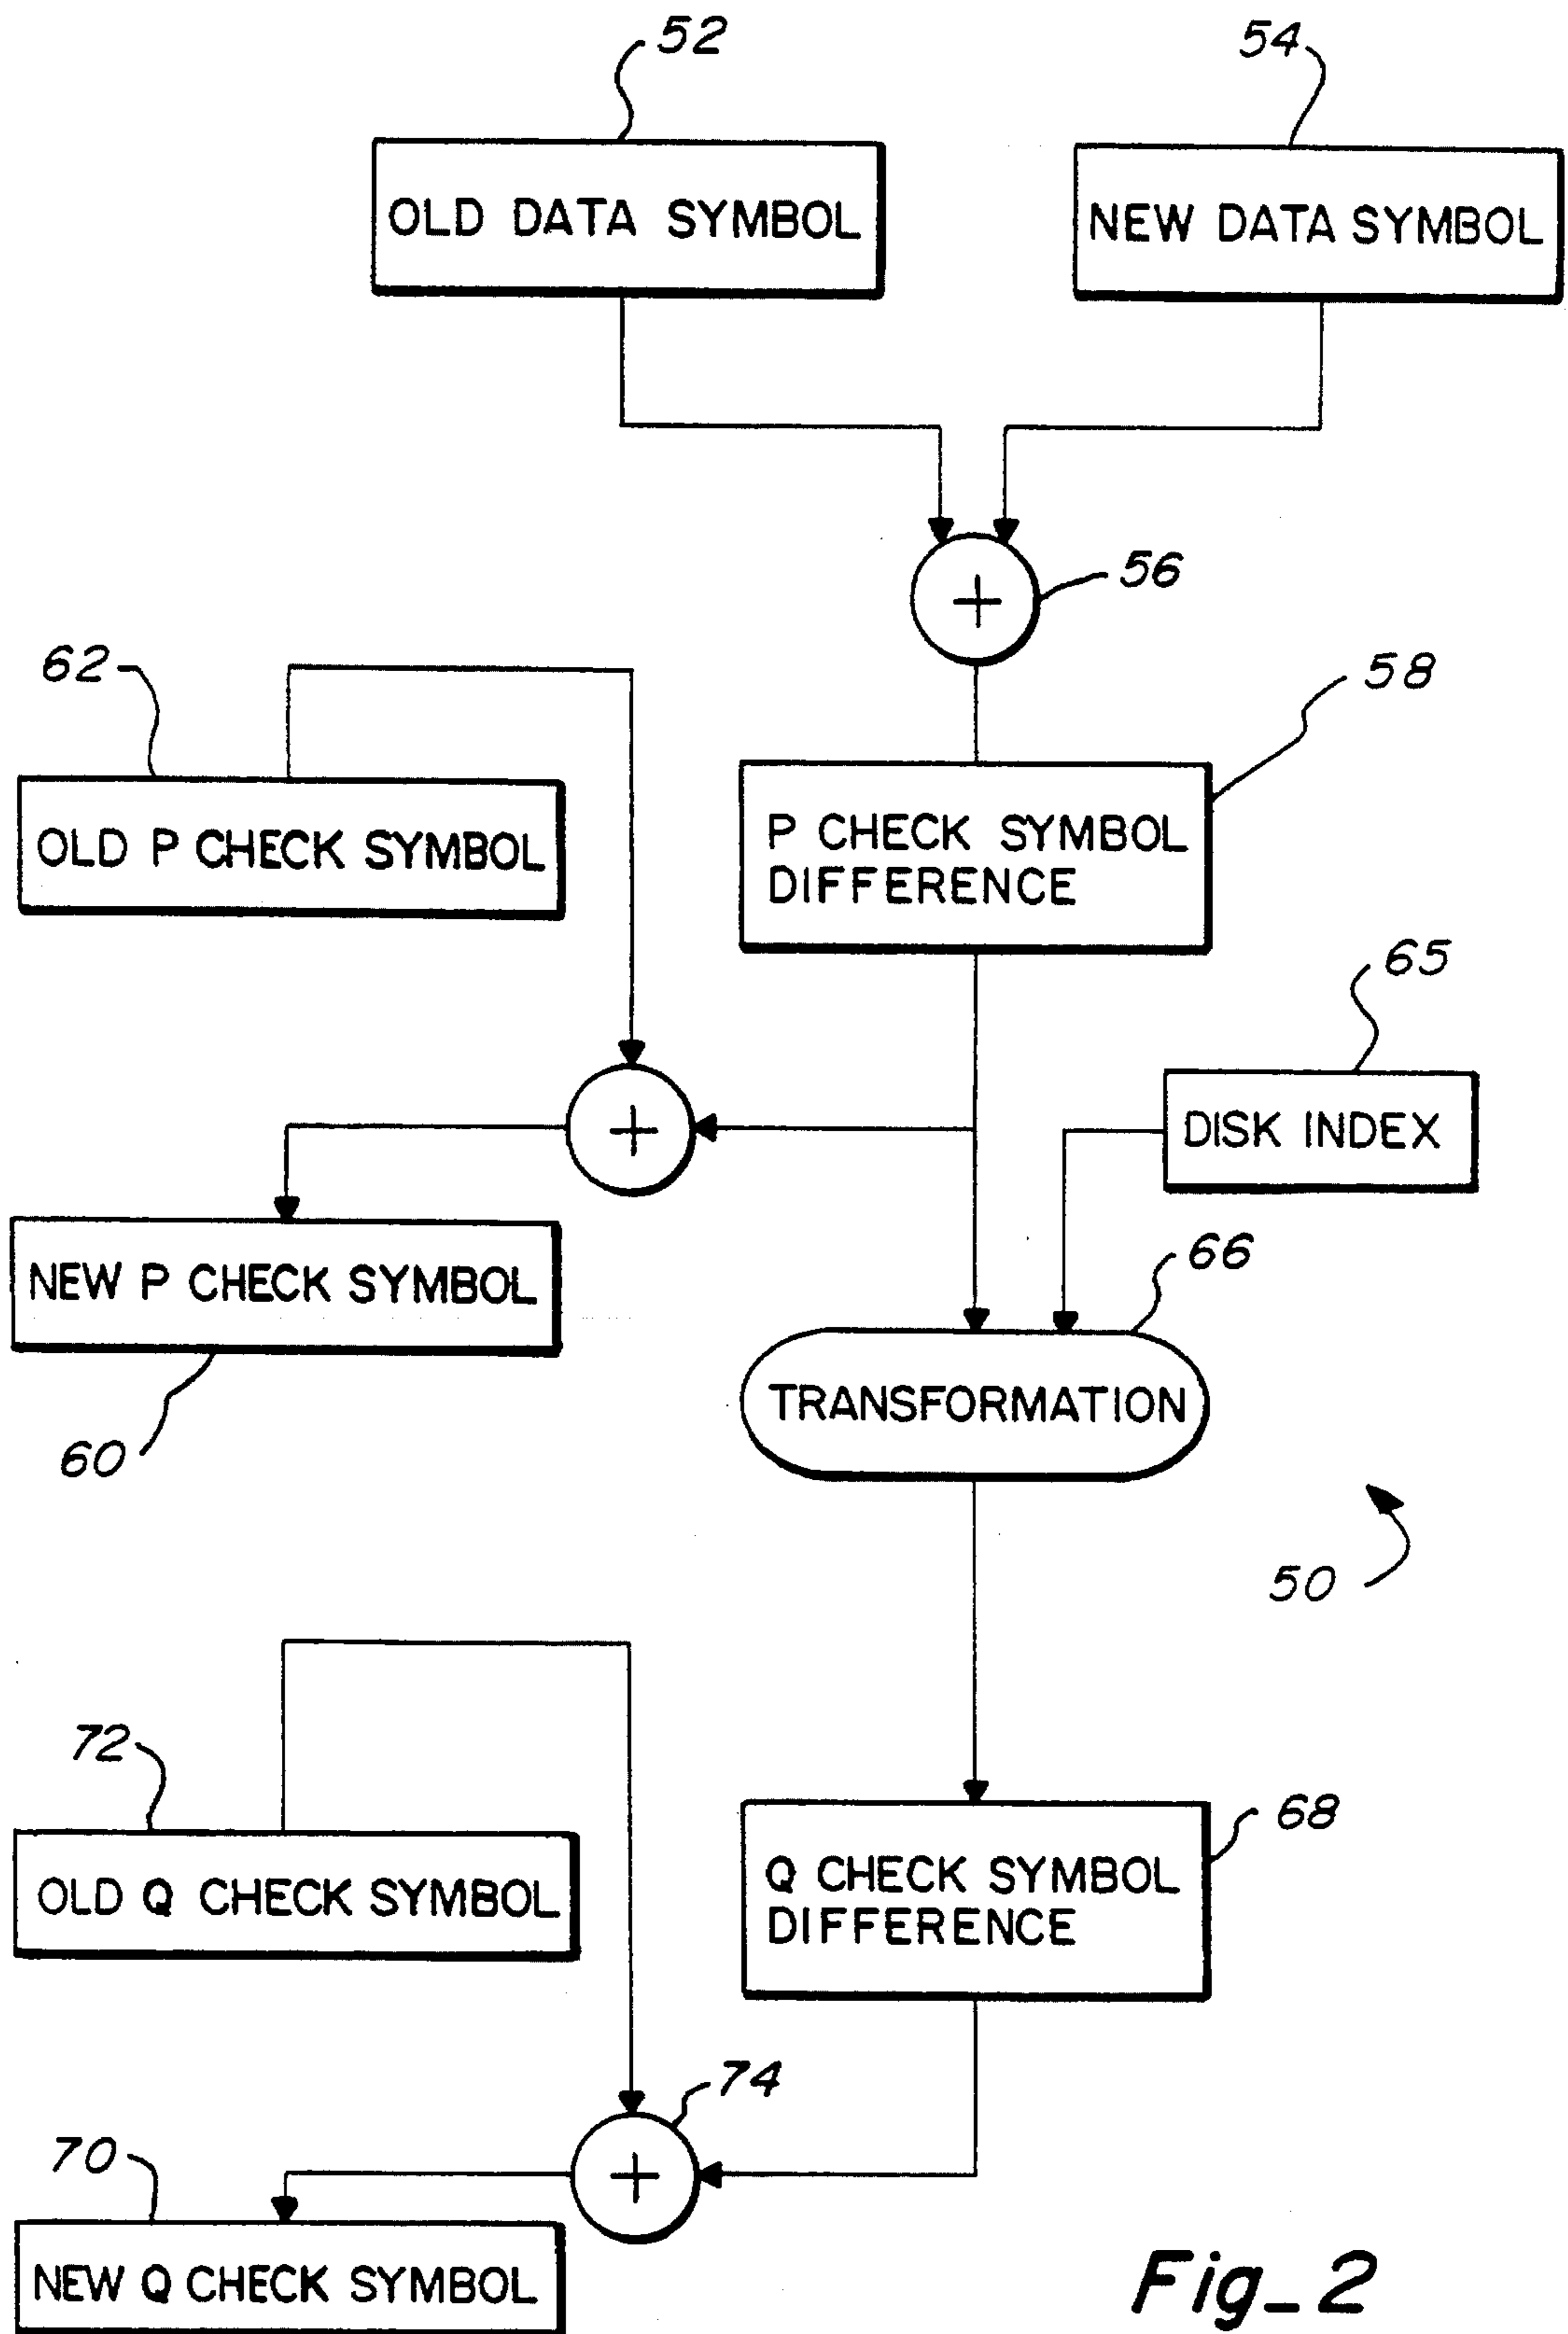 52
54
OLD DATA SYMBOL
NEW DATA SYMBOL
+
56
62
58
OLD P CHECK SYMBOL
P CHECK SYMBOL
DIFFERENCE
65
+
DISK INDEX
NEW P CHECK SYMBOL
66
60
TRANSFORMATION
50
72
68
OLD Q CHECK SYMBOL
Q CHECK SYMBOL
DIFFERENCE
74
70
+
NEW Q CHECK SYMBOL
Fig_2